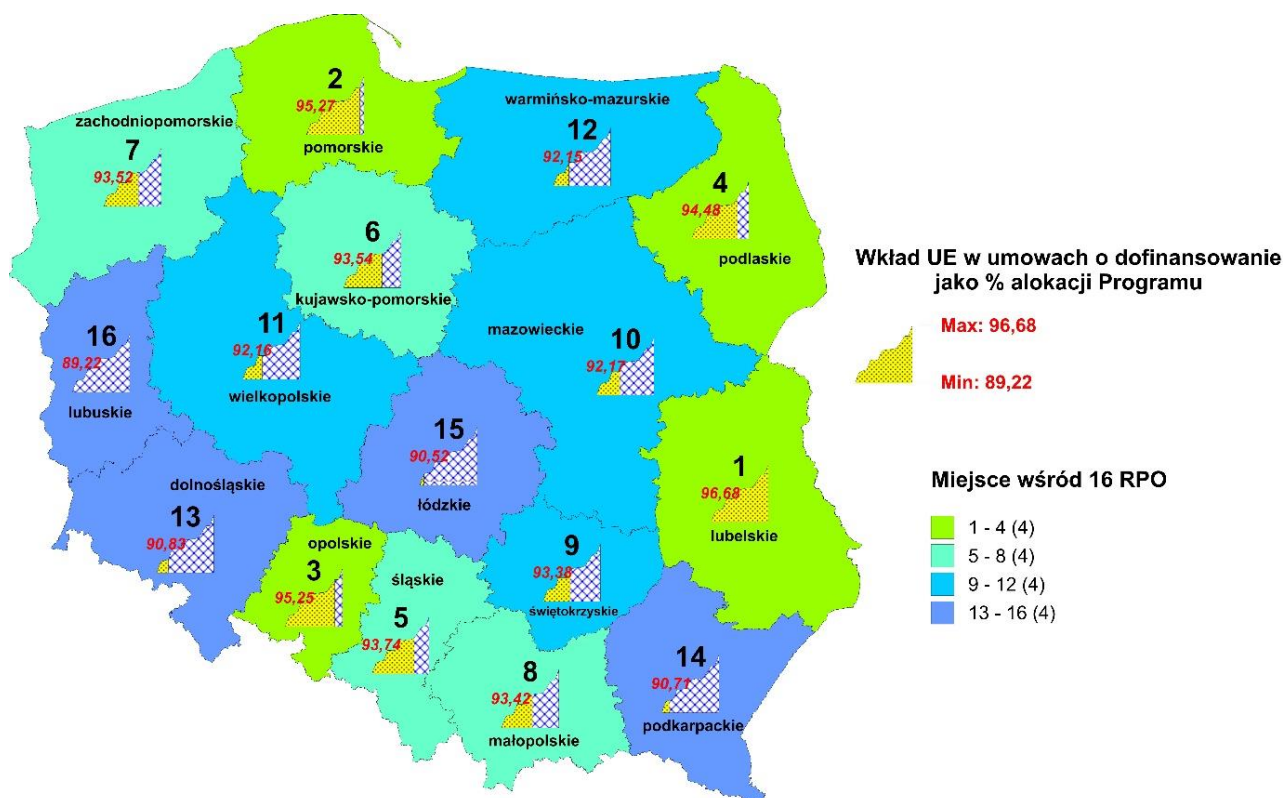 2
95,27
pomorskie
warmińsko-mazurskie
12
92,15
zachodniopomorskie
7
93,52
4
94,48
podlaskie
6
93,54
kujawsko-pomorskie
Wkład UE w umowach o dofinansowanie
jako % alokacji Programu
Max: 96,68
Min: 89,22
16
89,22
lubuskie
11
92,16
wielkopolskie
mazowieckie
10
92,17
15
90,52
łódzkie
1
96,68
lubelskie
dolnośląskie
13
90,83
opolskie
3
95,25
śląskie
5
93,74
9
93,38
świętokrzyskie
8
93,42
małopolskie
14
90,71
podkarpackie
Miejsce wśród 16 RPO
1 - 4 (4)
5 - 8 (4)
9 - 12 (4)
13 - 16 (4)